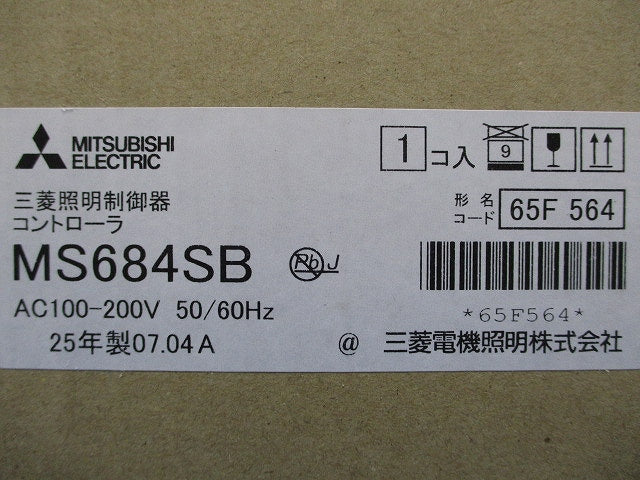 MITSUBISHI
ELECTRIC
1コ入
9
三菱照明制御器
コントローラ
形名
コード
65F 564
MS684SB
Pb J
AC100-200V 50/60Hz
*65F564*
25年製07.04A
@ 三菱電機照明株式会社